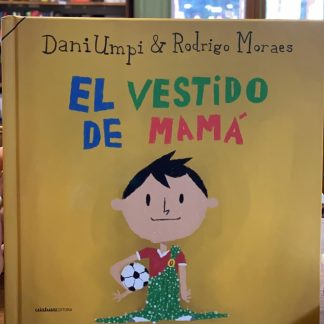 Dani Umpi & Rodrigo Moraes
EL VESTiDO
DE MAMÁ